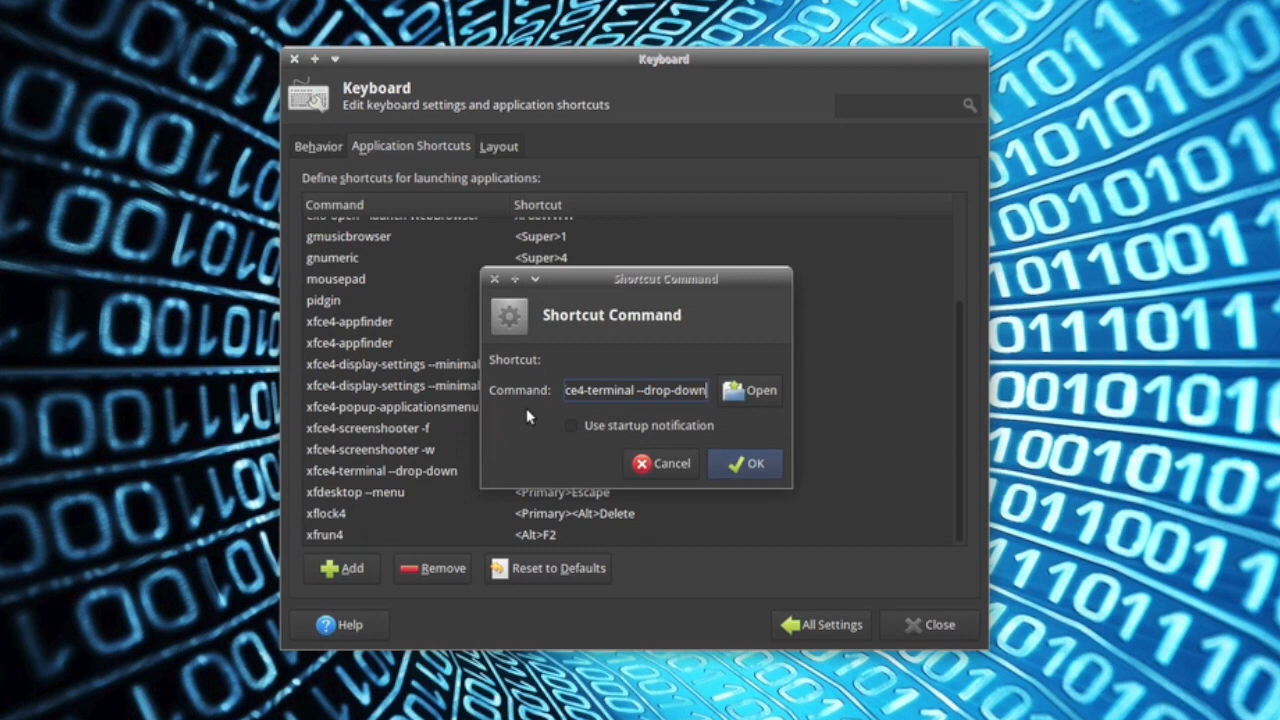 Keyboard
Keyboard
Edit keyboard settings and application shortcuts
Behavior Application Shortcuts Layout
Define shortcuts for launching applications:
Command Shortcut
gmusicbrowser <Super>1
gnumeric <Super>4
mousepad
pidgin
xfce4-appfinder
xfce4-appfinder
xfce4-display-settings --minimal
xfce4-display-settings --minimal
xfce4-popup-applicationsmenu
xfce4-screenshooter -f
xfce4-screenshooter -w
xfce4-terminal --drop-down
xfdesktop --menu <Primary>Escape
xflock4 <Primary><Alt>Delete
xfrun4 <Alt>F2
Shortcut Command
Shortcut Command
Shortcut:
Command: ce4-terminal --drop-down Open
Use startup notification
Cancel OK
Add Remove Reset to Defaults
Help All Settings Close